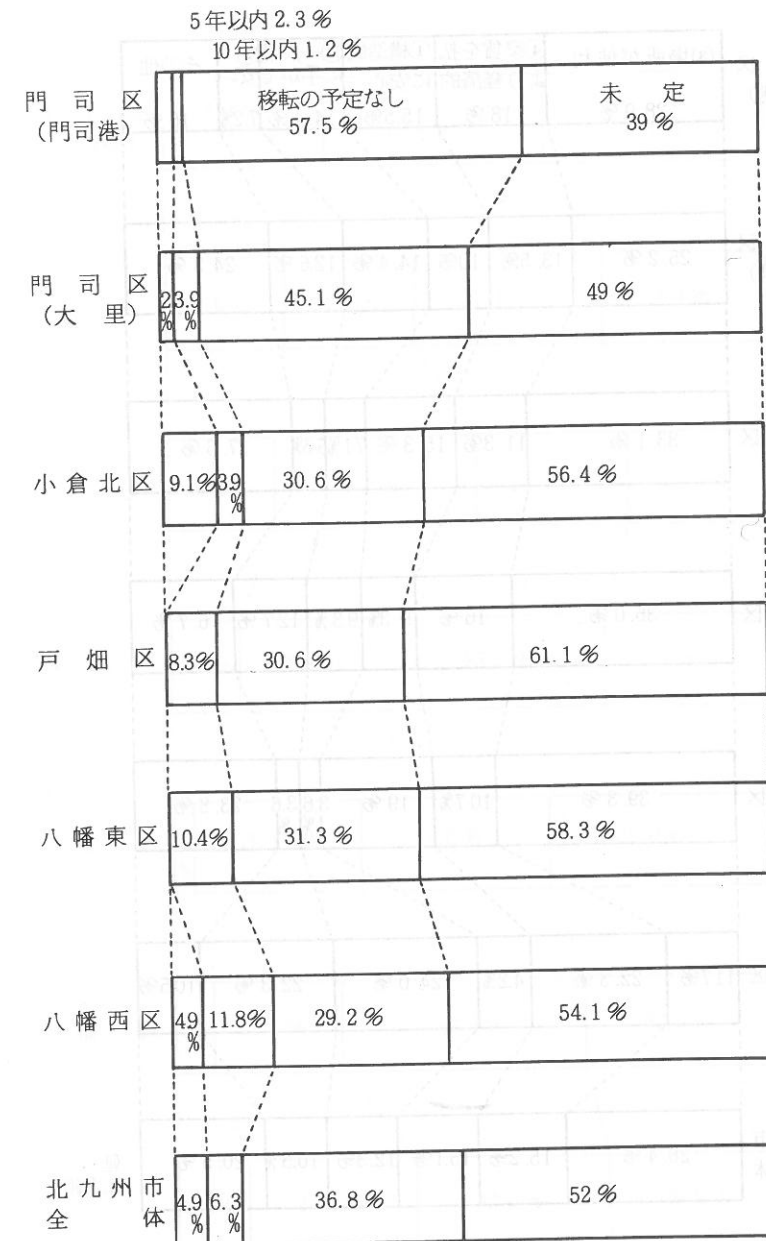 5年以内 2.3 %
10年以内 1.2 %
門司区
(門司港)
移転の予定なし
57.5 %
未定
39 %
門司区
(大里)
2
%
3.9
%
45.1 %
49 %
小倉北区
9.1%
3.9
%
30.6 %
56.4 %
戸畑区
8.3%
30.6 %
61.1 %
八幡東区
10.4%
31.3 %
58.3 %
八幡西区
4.9
%
11.8%
29.2 %
54.1 %
北九州市
全体
4.9
%
6.3
%
36.8 %
52 %